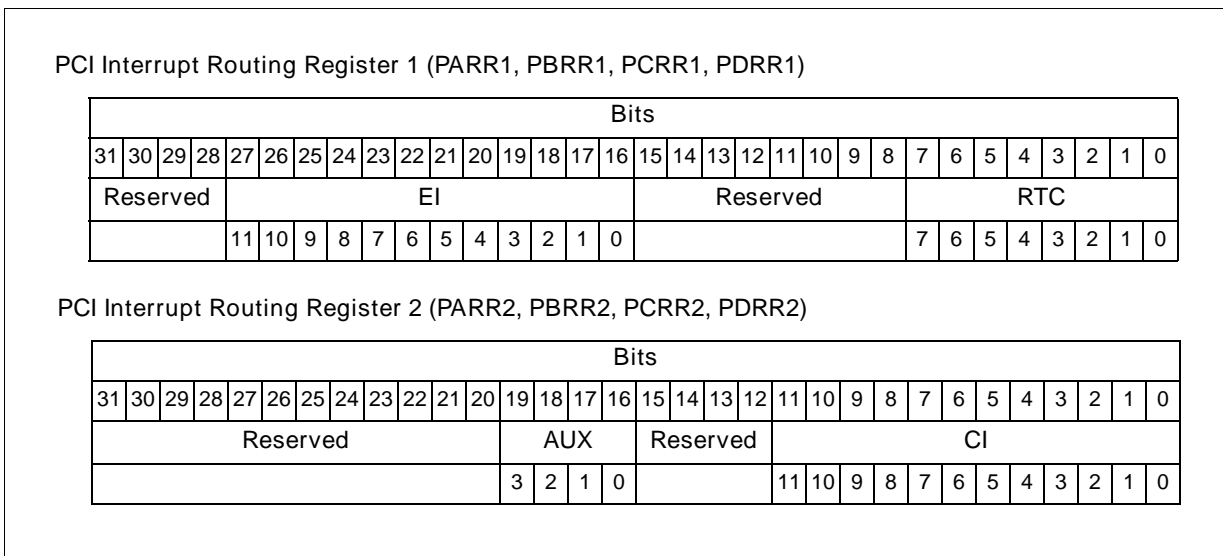 PCI Interrupt Routing Register 1 (PARR1, PBRR1, PCRR1, PDRR1)
Bits
31 30 29 28 27 26 25 24 23 22 21 20 19 18 17 16 15 14 13 12 11 10 9 8 7 6 5 4 3 2 1 0
Reserved EI Reserved RTC
11 10 9 8 7 6 5 4 3 2 1 0 7 6 5 4 3 2 1 0
PCI Interrupt Routing Register 2 (PARR2, PBRR2, PCRR2, PDRR2)
Bits
31 30 29 28 27 26 25 24 23 22 21 20 19 18 17 16 15 14 13 12 11 10 9 8 7 6 5 4 3 2 1 0
Reserved AUX Reserved CI
3 2 1 0 11 10 9 8 7 6 5 4 3 2 1 0